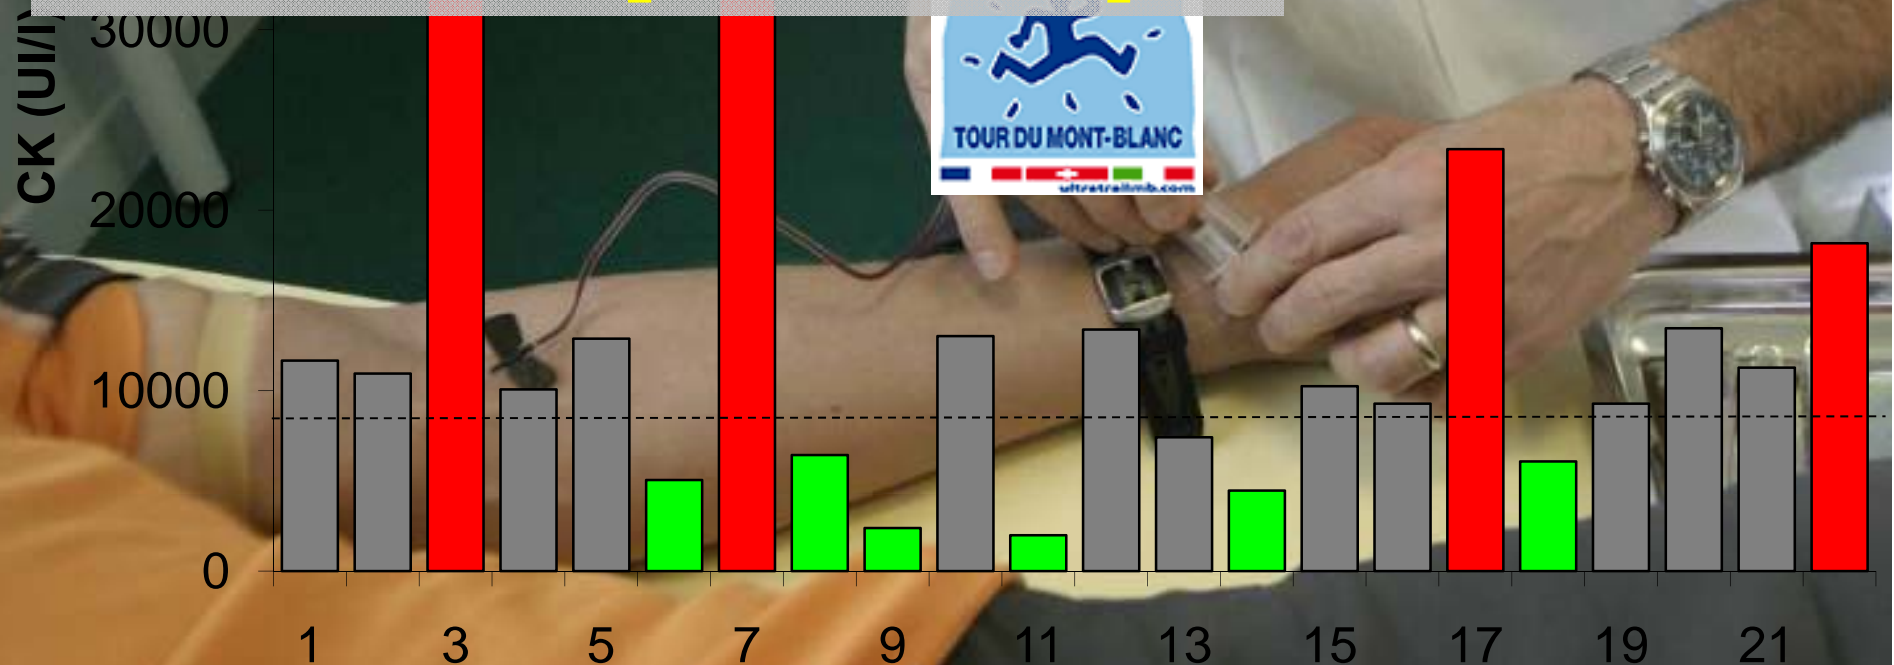 30000
CK (UI/l
20000
10000
0
TOUR DU MONT-BLANC
ultratrailmb.com
1 3 5 7 9 11 13 15 17 19 21